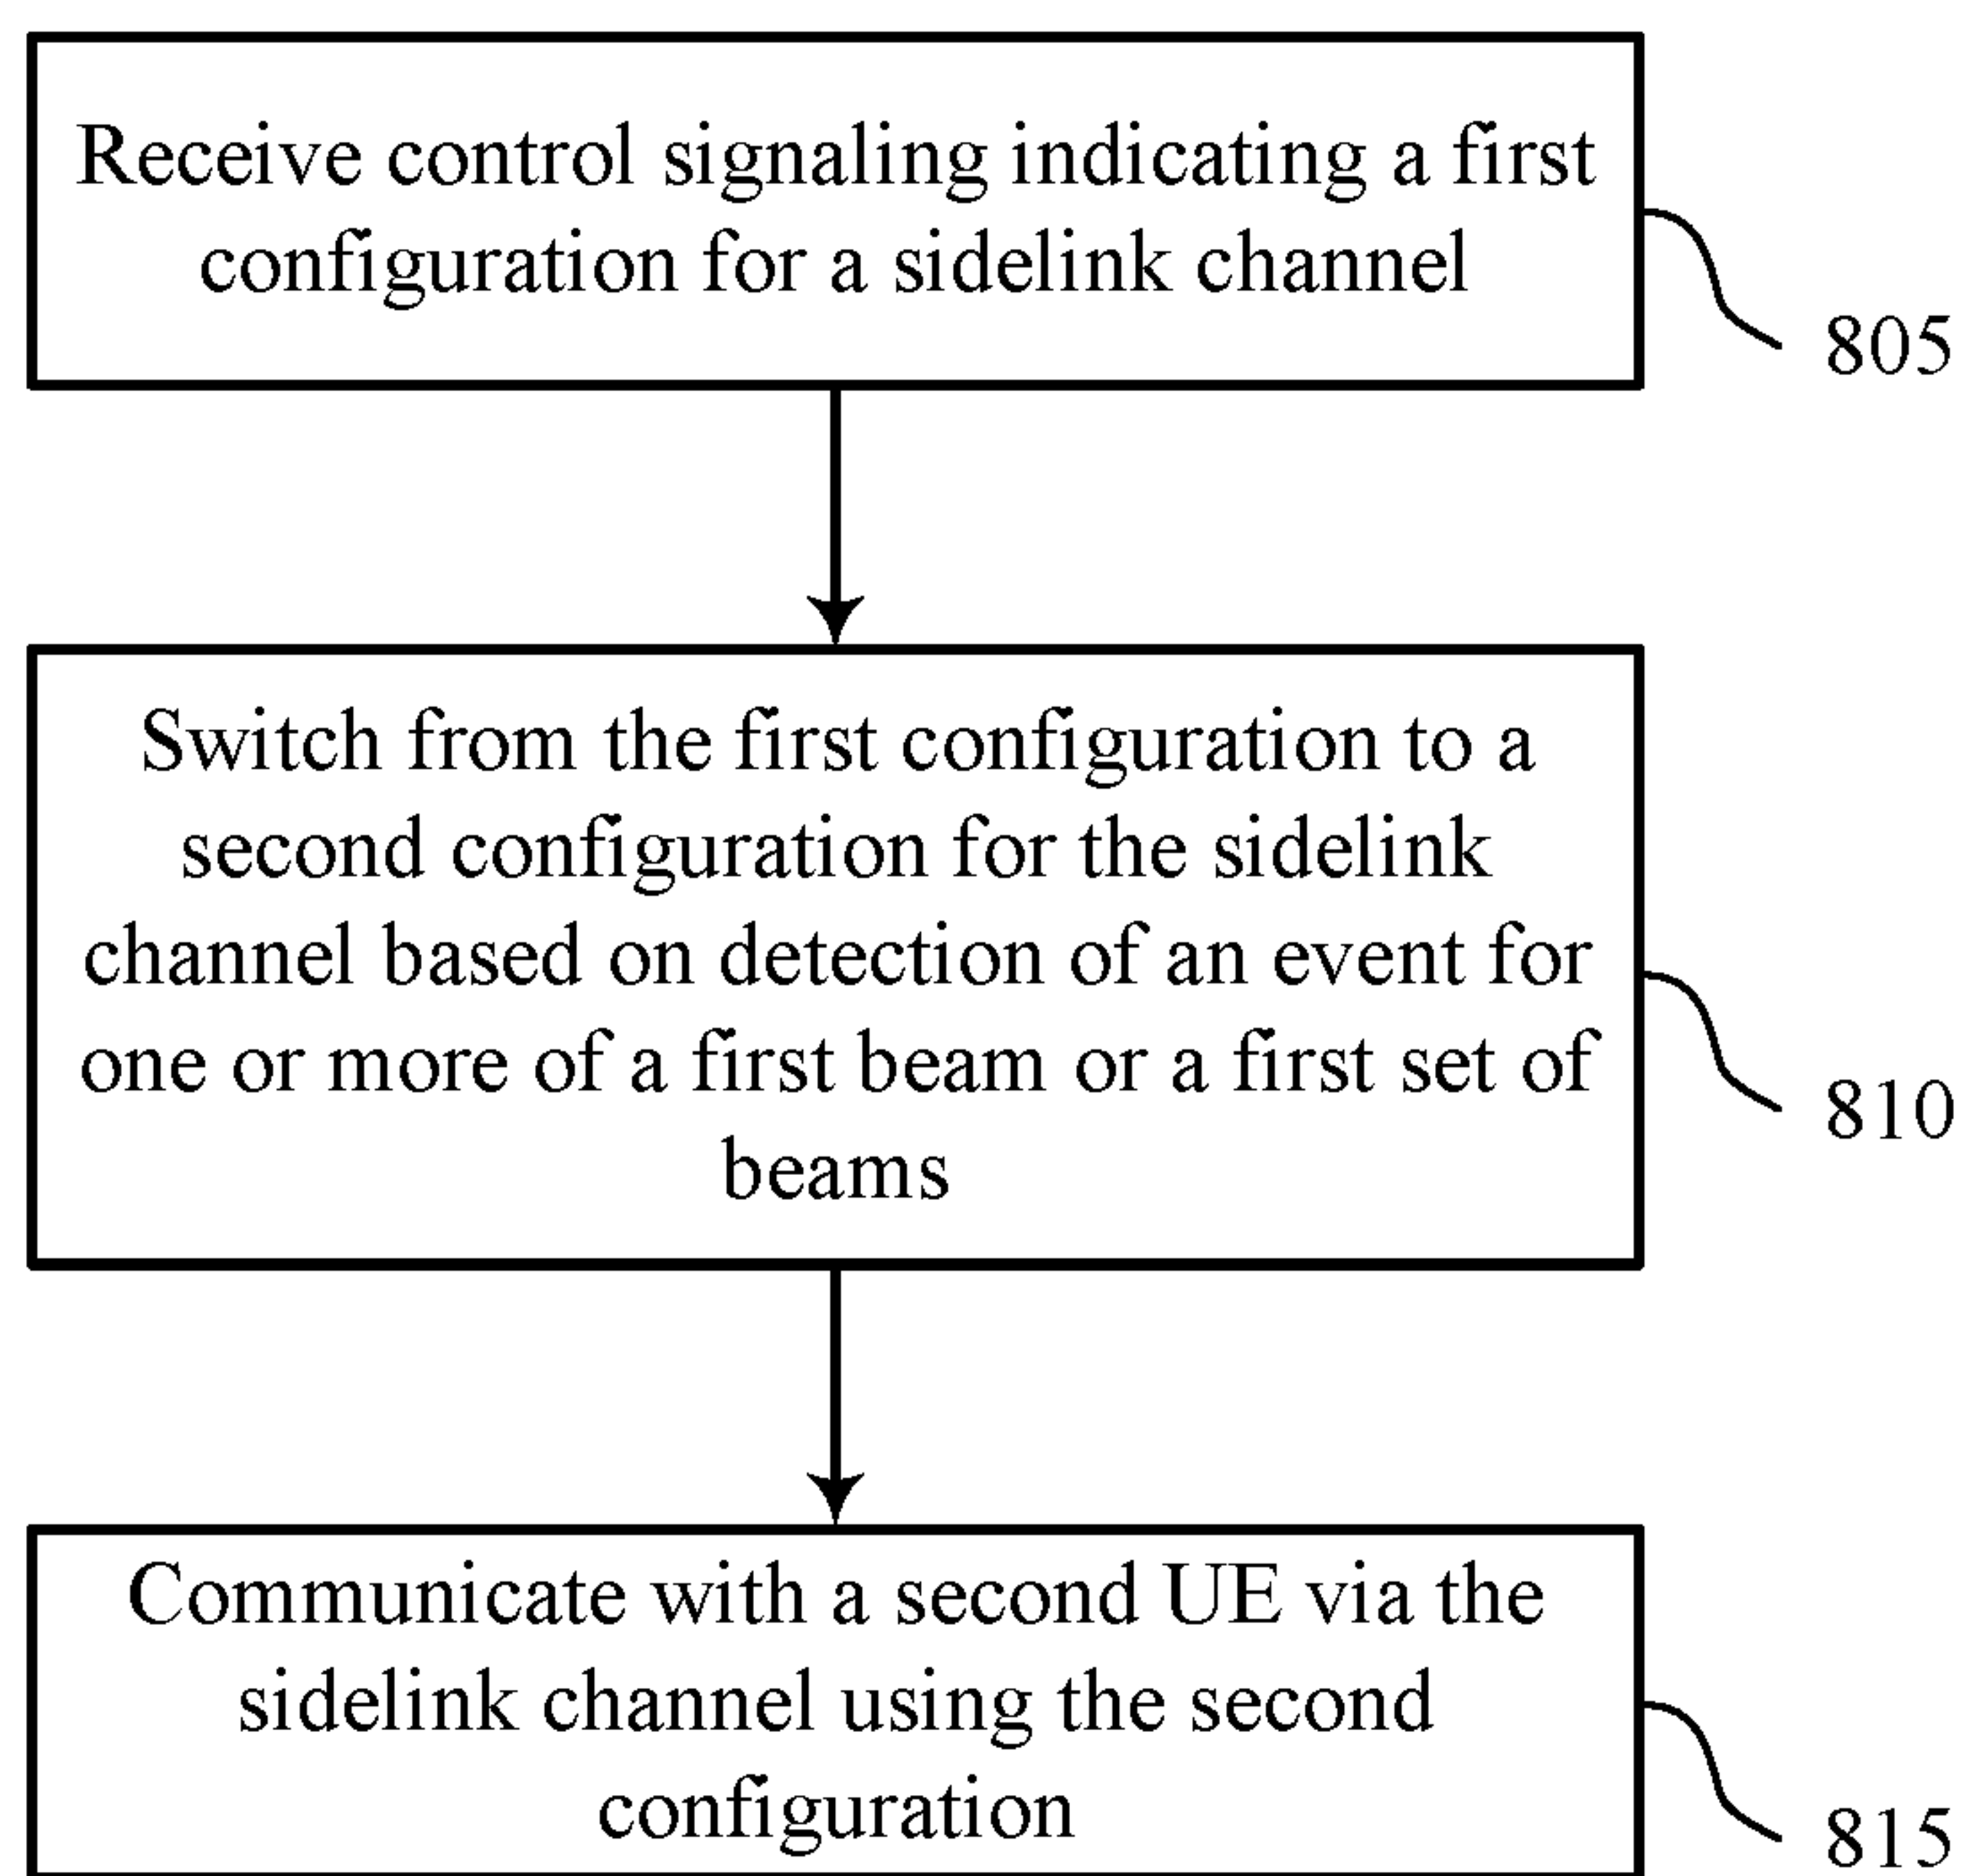 Receive control signaling indicating a first
configuration for a sidelink channel
805
Switch from the first configuration to a
second configuration for the sidelink
channel based on detection of an event for
one or more of a first beam or a first set of
beams
810
Communicate with a second UE via the
sidelink channel using the second
configuration
815